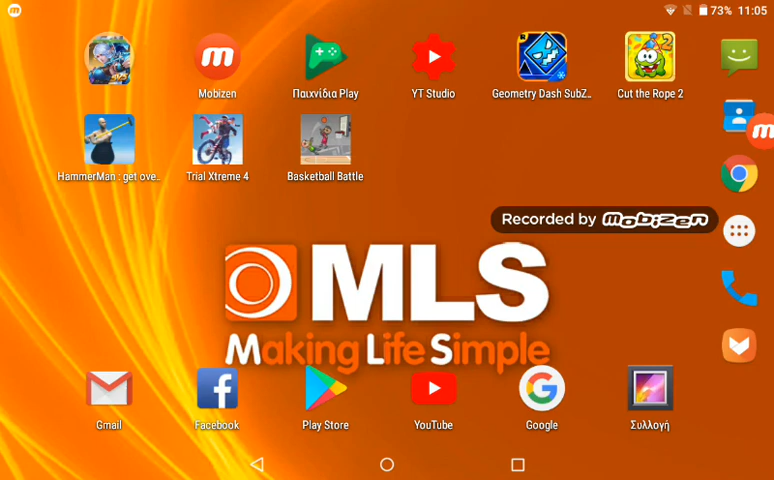 73% 11:05
Mobizen
Παιχνίδια Play
YT Studio
Geometry Dash SubZ..
Cut the Rope 2
HammerMan : get ove..
Trial Xtreme 4
Basketball Battle
Recorded by mobizen
MLS
Making Life Simple
Gmail
Facebook
Play Store
YouTube
Google
Συλλογή